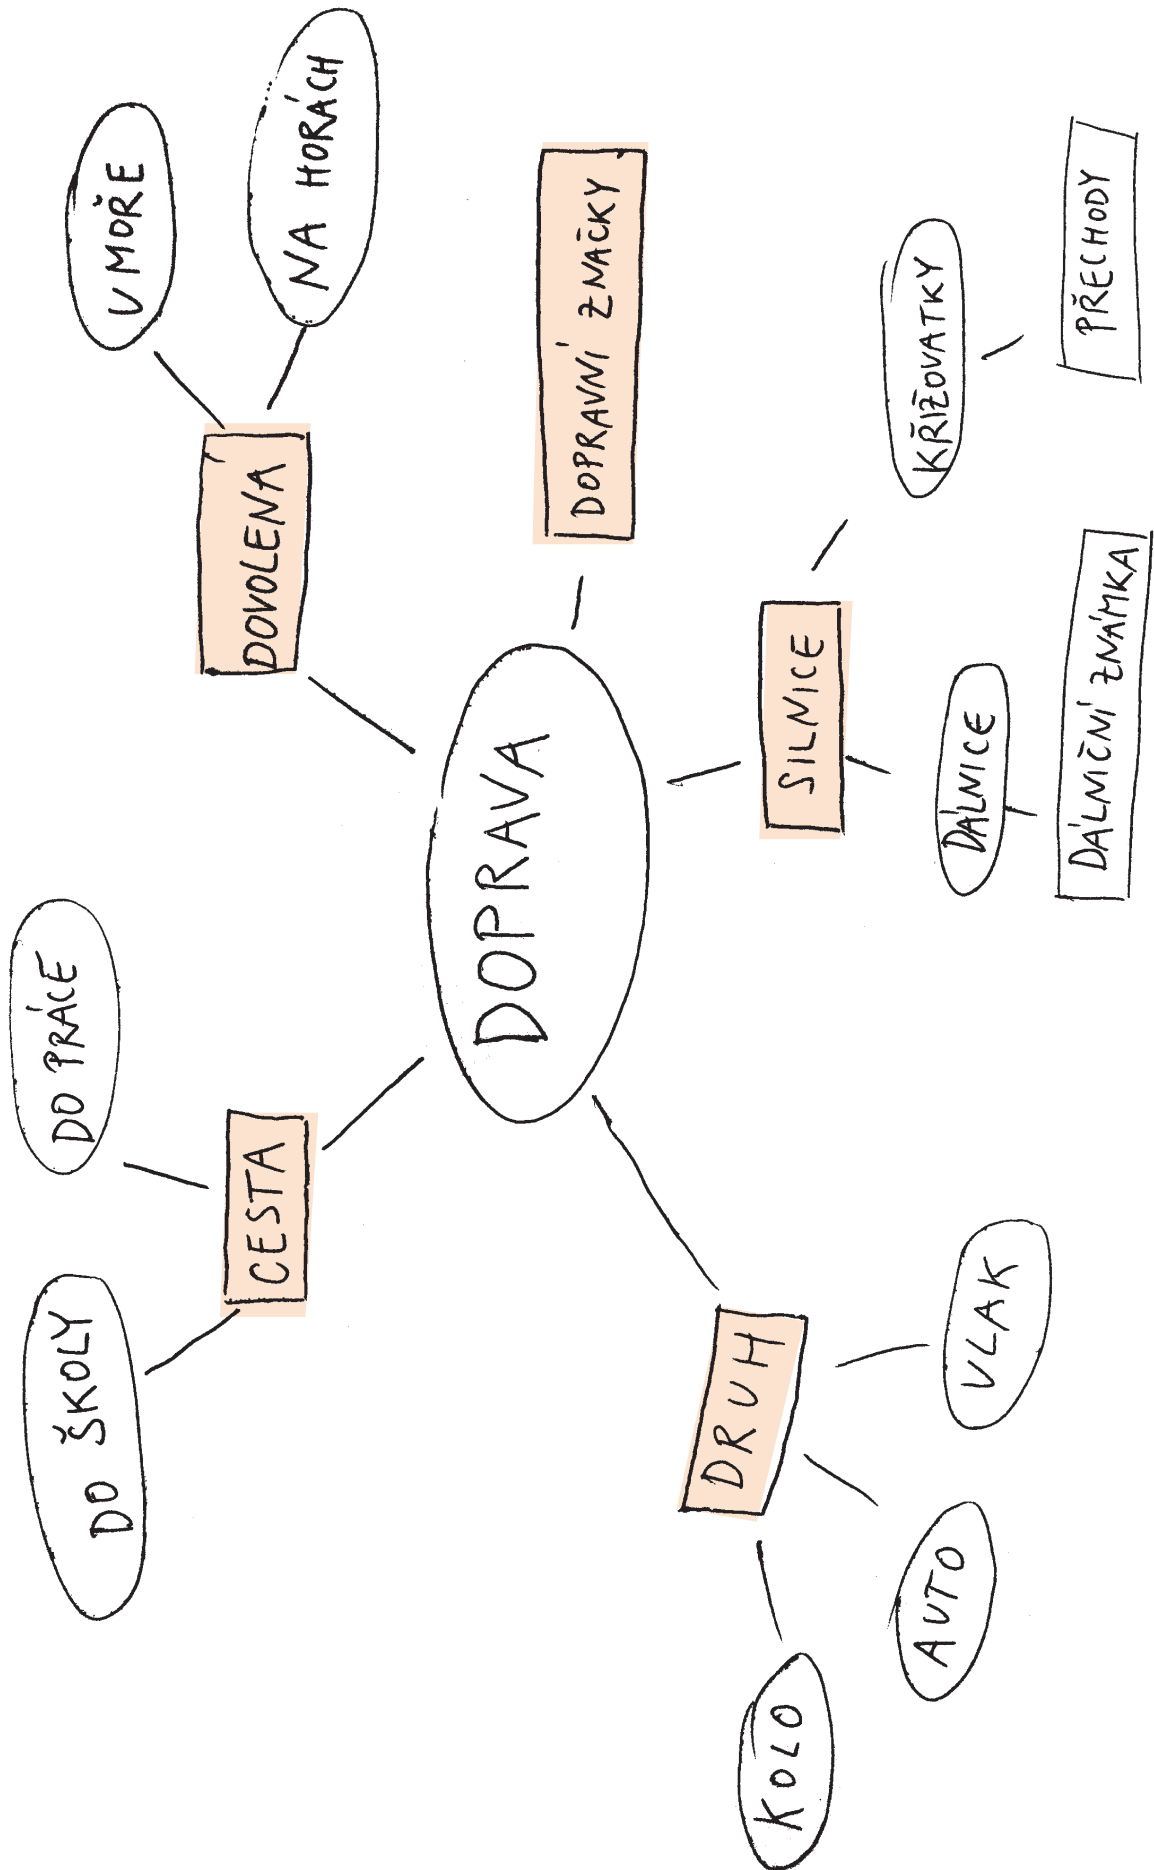 DO ŠKOLY
DO PRÁCE
U MOŘE
NA HORÁCH
CESTA
DOVOLENÁ
DOPRAVA
DOPRAVNÍ ZNAČKY
DRUH
SILNICE
KOLO
AUTO
VLAK
DÁLNICE
KŘIŽOVATKY
DÁLNIČNÍ ZNÁMKA
PŘECHODY